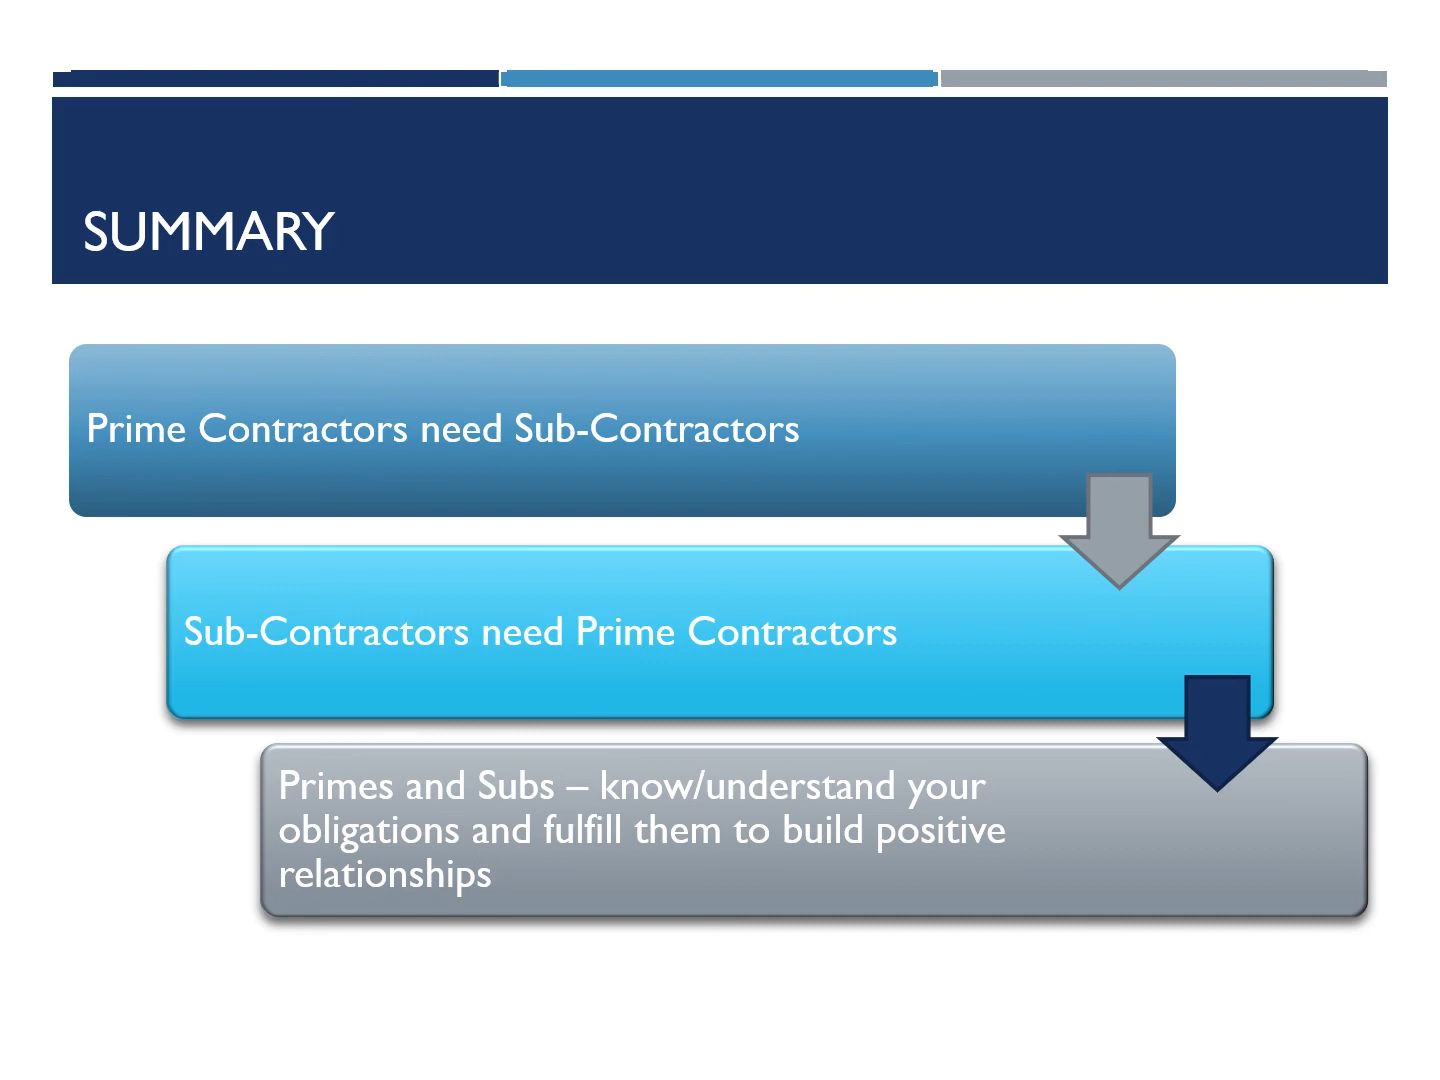 SUMMARY
Prime Contractors need Sub-Contractors
Sub-Contractors need Prime Contractors
Primes and Subs – know/understand your
obligations and fulfill them to build positive
relationships